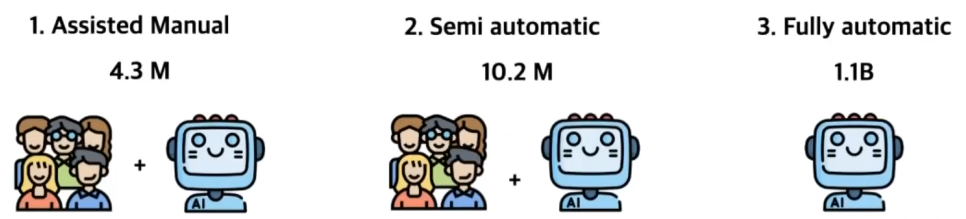 1. Assisted Manual
4.3 M
2. Semi automatic
10.2 M
3. Fully automatic
1.1B
+
AI
+
AI
AI